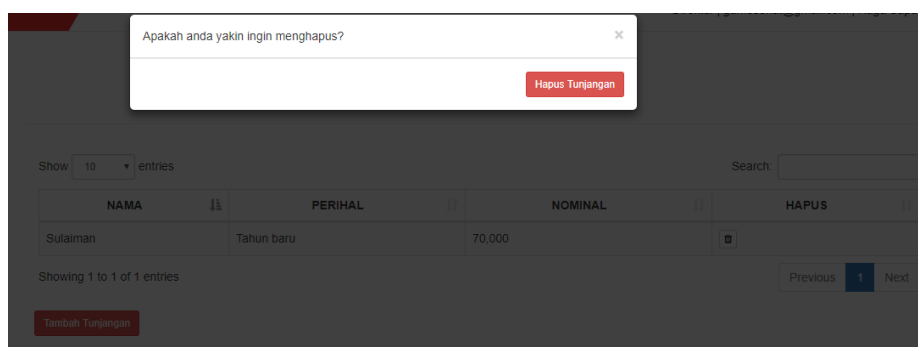 Apakah anda yakin ingin menghapus?
×
Hapus Tunjangan
Show 10 entries
Search:
NAMA PERIHAL NOMINAL HAPUS
Sulaiman Tahun baru 70,000
Showing 1 to 1 of 1 entries
Previous 1 Next
Tambah Tunjangan